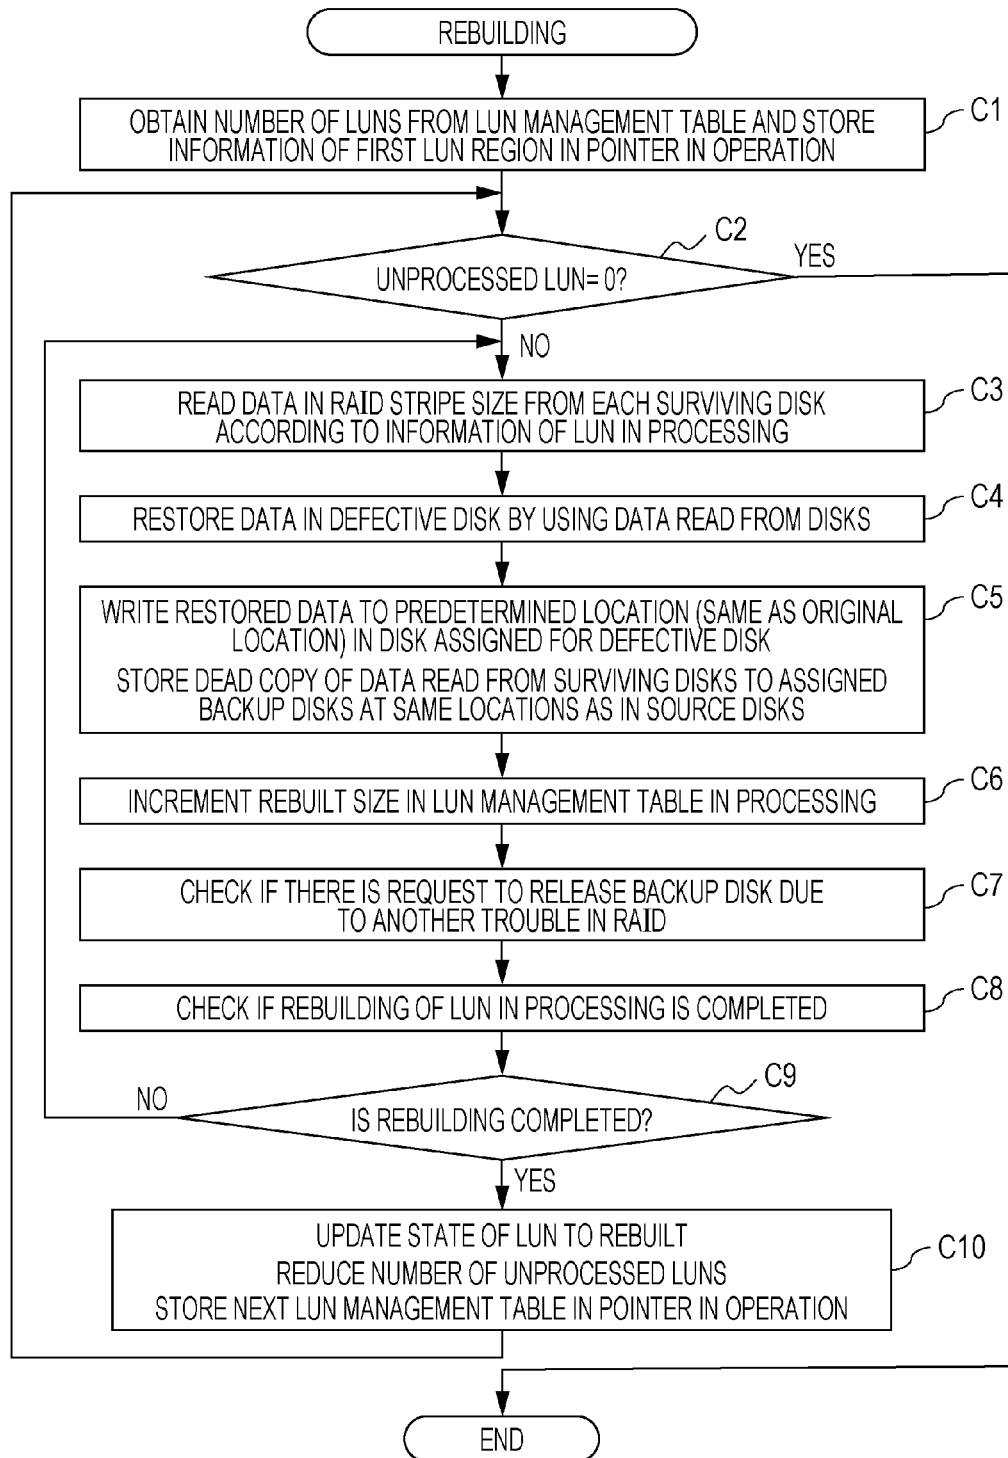 REBUILDING
C1
OBTAIN NUMBER OF LUNS FROM LUN MANAGEMENT TABLE AND STORE
INFORMATION OF FIRST LUN REGION IN POINTER IN OPERATION
C2
YES
UNPROCESSED LUN= 0?
NO
C3
READ DATA IN RAID STRIPE SIZE FROM EACH SURVIVING DISK
ACCORDING TO INFORMATION OF LUN IN PROCESSING
C4
RESTORE DATA IN DEFECTIVE DISK BY USING DATA READ FROM DISKS
C5
WRITE RESTORED DATA TO PREDETERMINED LOCATION (SAME AS ORIGINAL
LOCATION) IN DISK ASSIGNED FOR DEFECTIVE DISK
STORE DEAD COPY OF DATA READ FROM SURVIVING DISKS TO ASSIGNED
BACKUP DISKS AT SAME LOCATIONS AS IN SOURCE DISKS
C6
INCREMENT REBUILT SIZE IN LUN MANAGEMENT TABLE IN PROCESSING
C7
CHECK IF THERE IS REQUEST TO RELEASE BACKUP DISK DUE
TO ANOTHER TROUBLE IN RAID
C8
CHECK IF REBUILDING OF LUN IN PROCESSING IS COMPLETED
C9
NO
IS REBUILDING COMPLETED?
YES
C10
UPDATE STATE OF LUN TO REBUILT
REDUCE NUMBER OF UNPROCESSED LUNS
STORE NEXT LUN MANAGEMENT TABLE IN POINTER IN OPERATION
END